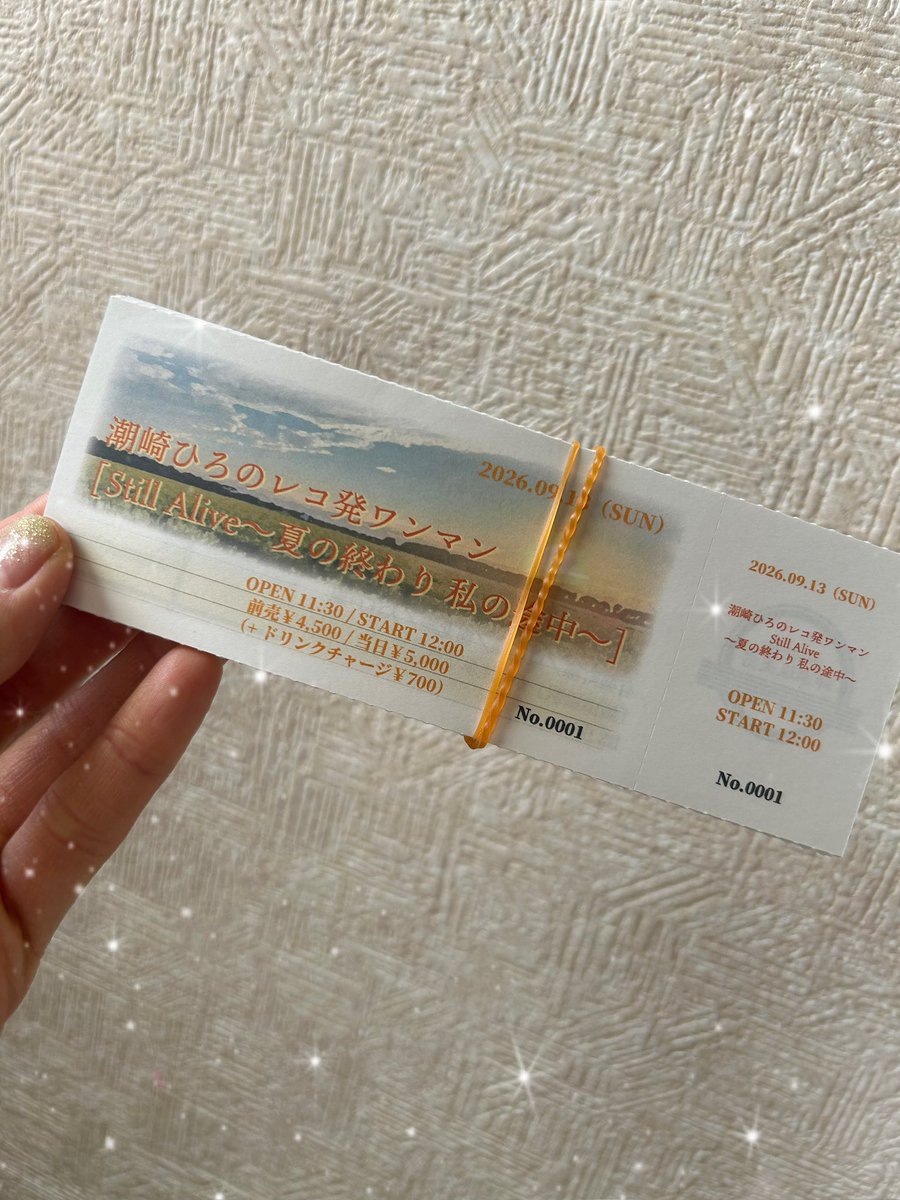 潮崎ひろのレコ発ワンマン
[Still Alive〜夏の終わり 私の途中〜]
2026.09.13 (SUN)
OPEN 11:30 / START 12:00
前売¥4,500 / 当日¥5,000
(+ ドリンクチャージ¥700)
No.0001
2026.09.13 (SUN)
潮崎ひろのレコ発ワンマン
Still Alive
〜夏の終わり 私の途中〜
OPEN 11:30
START 12:00
No.0001